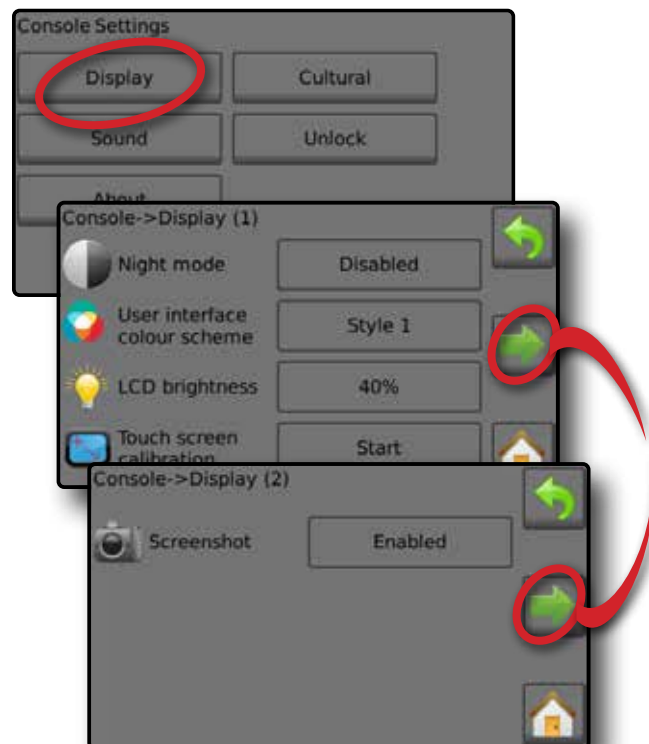 Console Settings
Display
Cultural
Sound
Unlock
About
Console->Display (1)
Night mode
Disabled
User interface
colour scheme
Style 1
LCD brightness
40%
Touch screen
calibration
Start
Console->Display (2)
Screenshot
Enabled